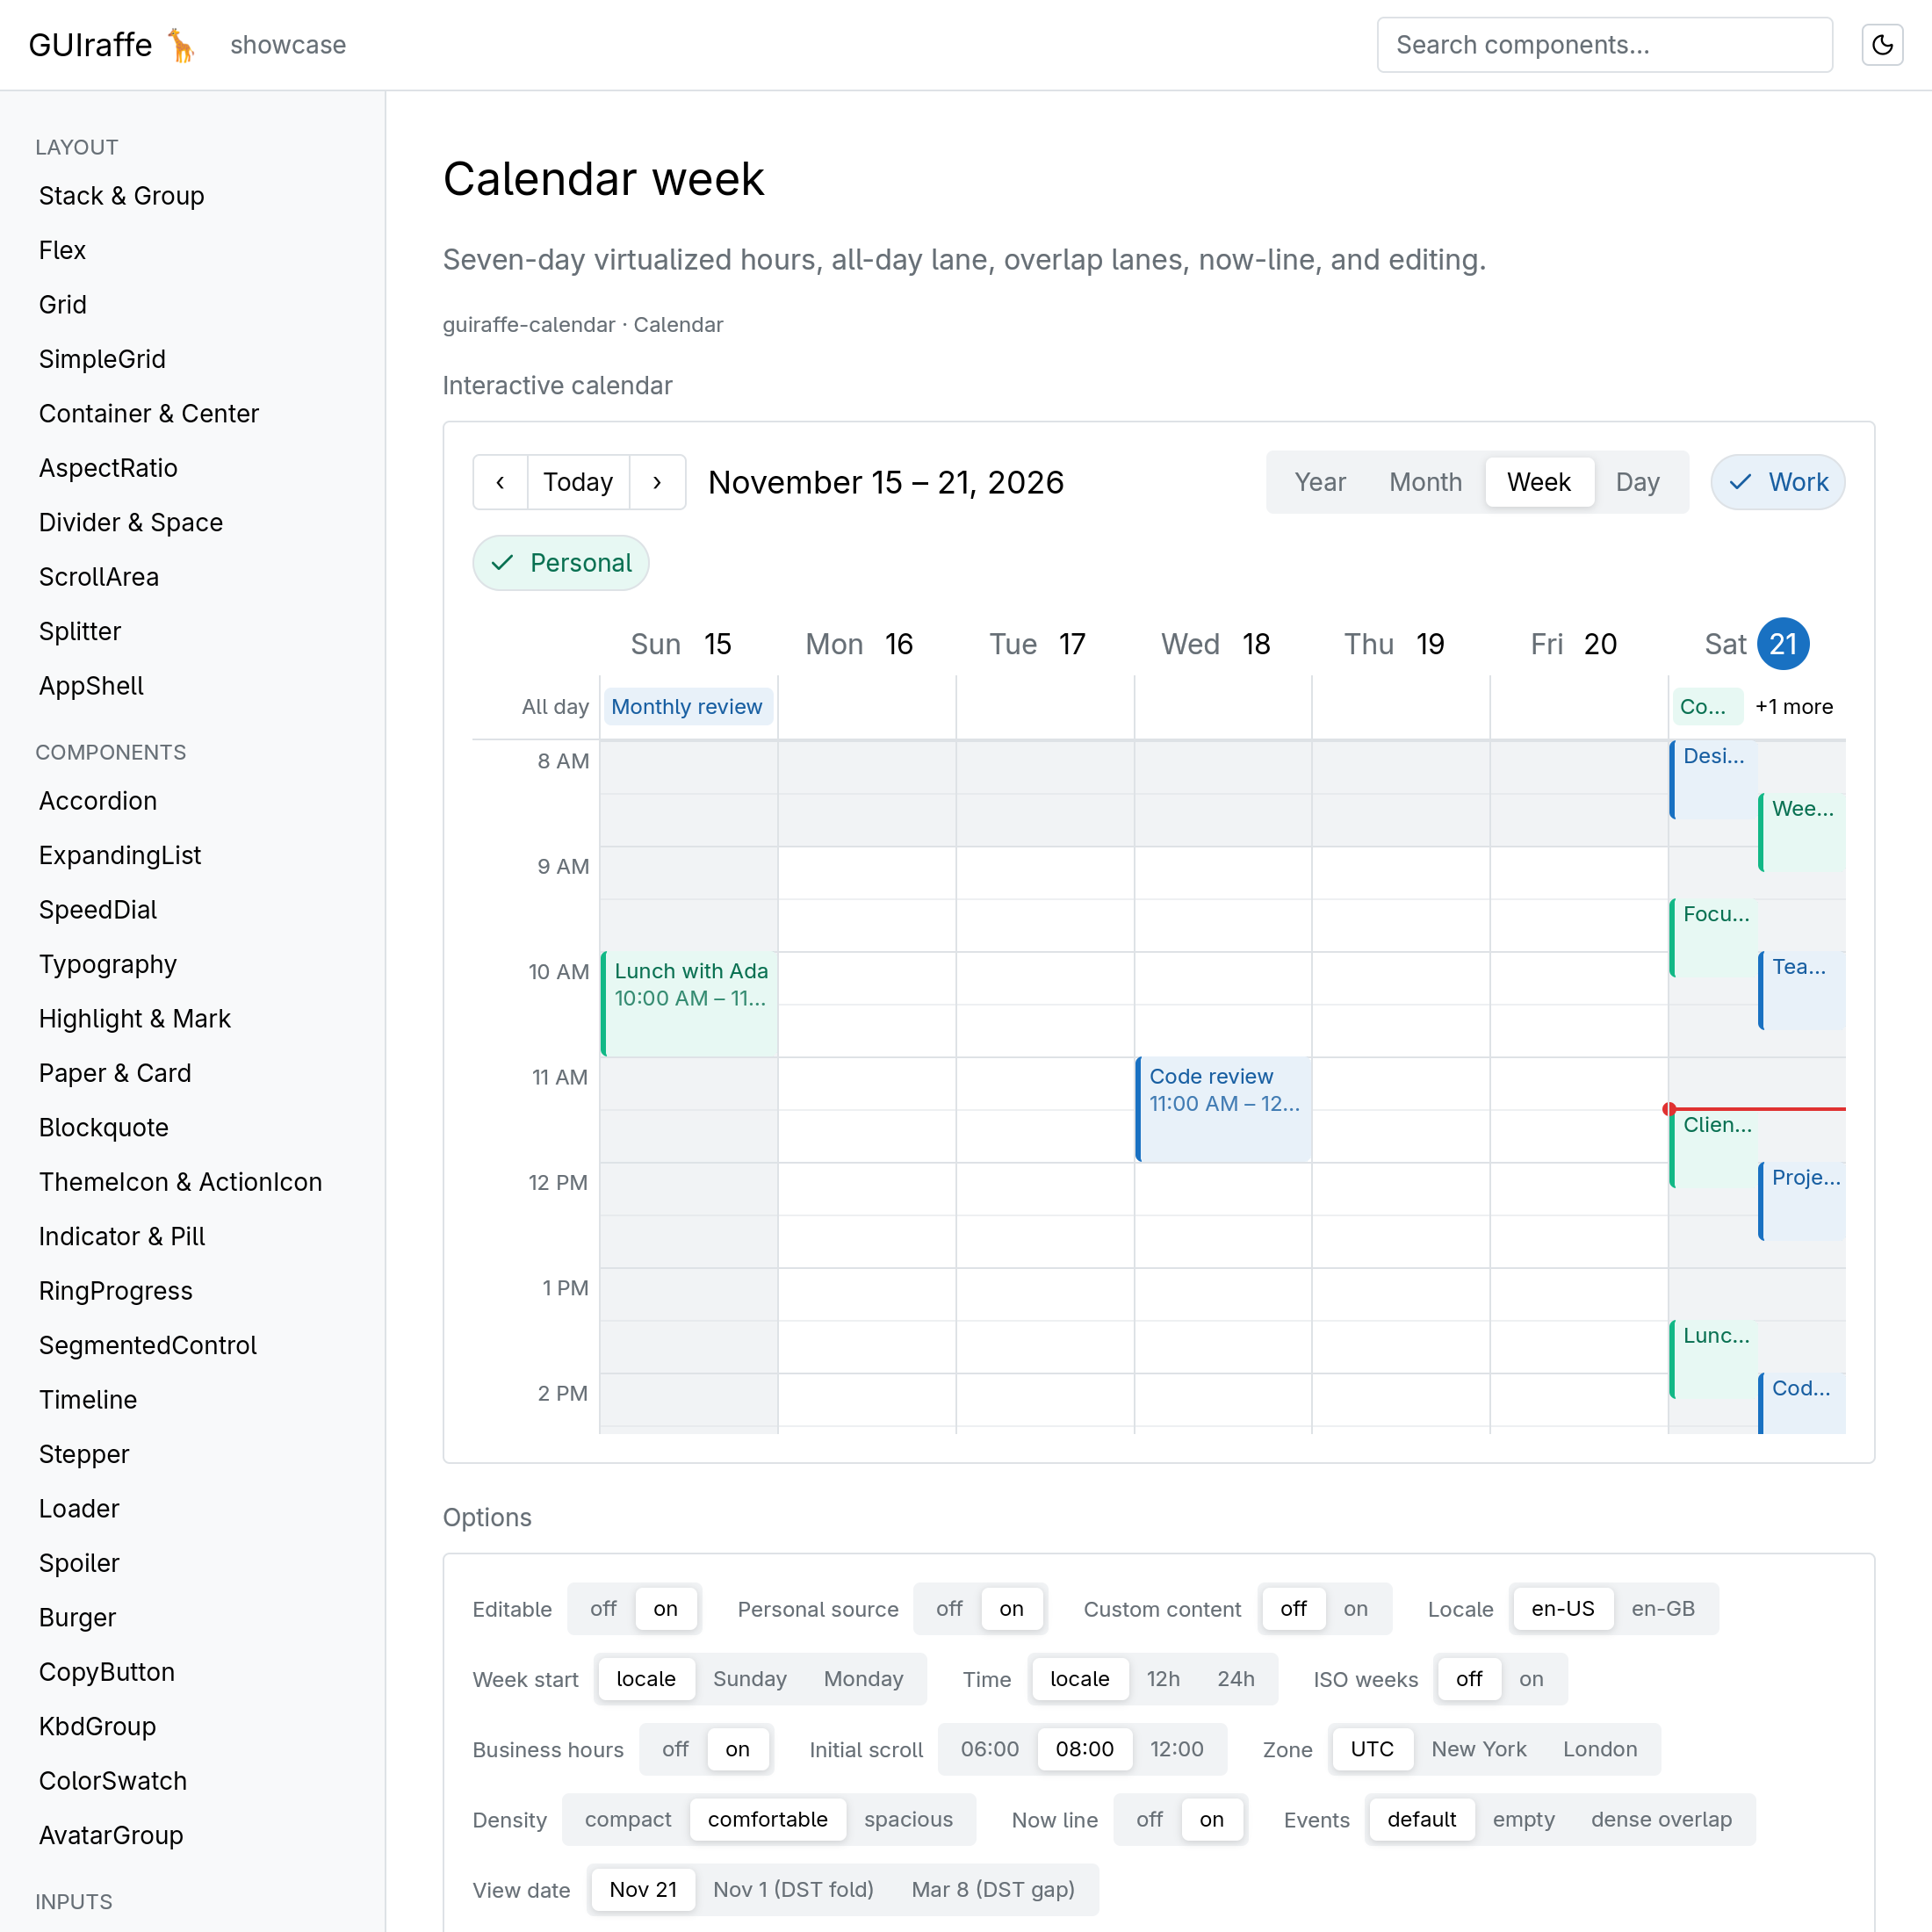 GUIraffe 🦒 showcase
Search components...
LAYOUT
Stack & Group
Flex
Grid
SimpleGrid
Container & Center
AspectRatio
Divider & Space
ScrollArea
Splitter
AppShell
COMPONENTS
Accordion
ExpandingList
SpeedDial
Typography
Highlight & Mark
Paper & Card
Blockquote
ThemeIcon & ActionIcon
Indicator & Pill
RingProgress
SegmentedControl
Timeline
Stepper
Loader
Spoiler
Burger
CopyButton
KbdGroup
ColorSwatch
AvatarGroup
INPUTS
Calendar week
Seven-day virtualized hours, all-day lane, overlap lanes, now-line, and editing.
guiraffe-calendar · Calendar
Interactive calendar
‹ Today › November 15 – 21, 2026 Year Month Week Day Work
Personal
Sun 15 Mon 16 Tue 17 Wed 18 Thu 19 Fri 20 Sat 21
All day Monthly review Co... +1 more
8 AM Desi...
Wee...
9 AM
Focu...
10 AM Lunch with Ada Tea...
10:00 AM – 11...
11 AM Code review
11:00 AM – 12...
Clien...
12 PM Proje...
1 PM
Lunc...
2 PM Cod...
Options
Editable off on Personal source off on Custom content off on Locale en-US en-GB
Week start locale Sunday Monday Time locale 12h 24h ISO weeks off on
Business hours off on Initial scroll 06:00 08:00 12:00 Zone UTC New York London
Density compact comfortable spacious Now line off on Events default empty dense overlap
View date Nov 21 Nov 1 (DST fold) Mar 8 (DST gap)